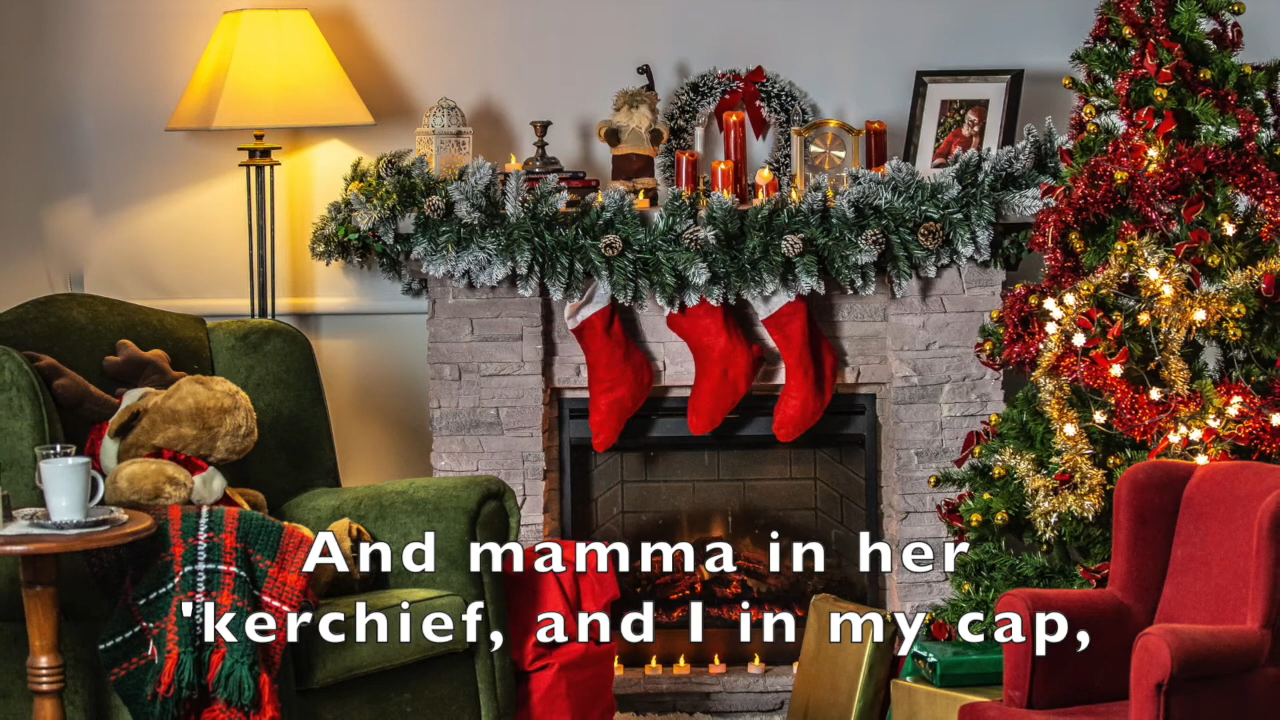 And mamma in her
'kerchief, and I in my cap,